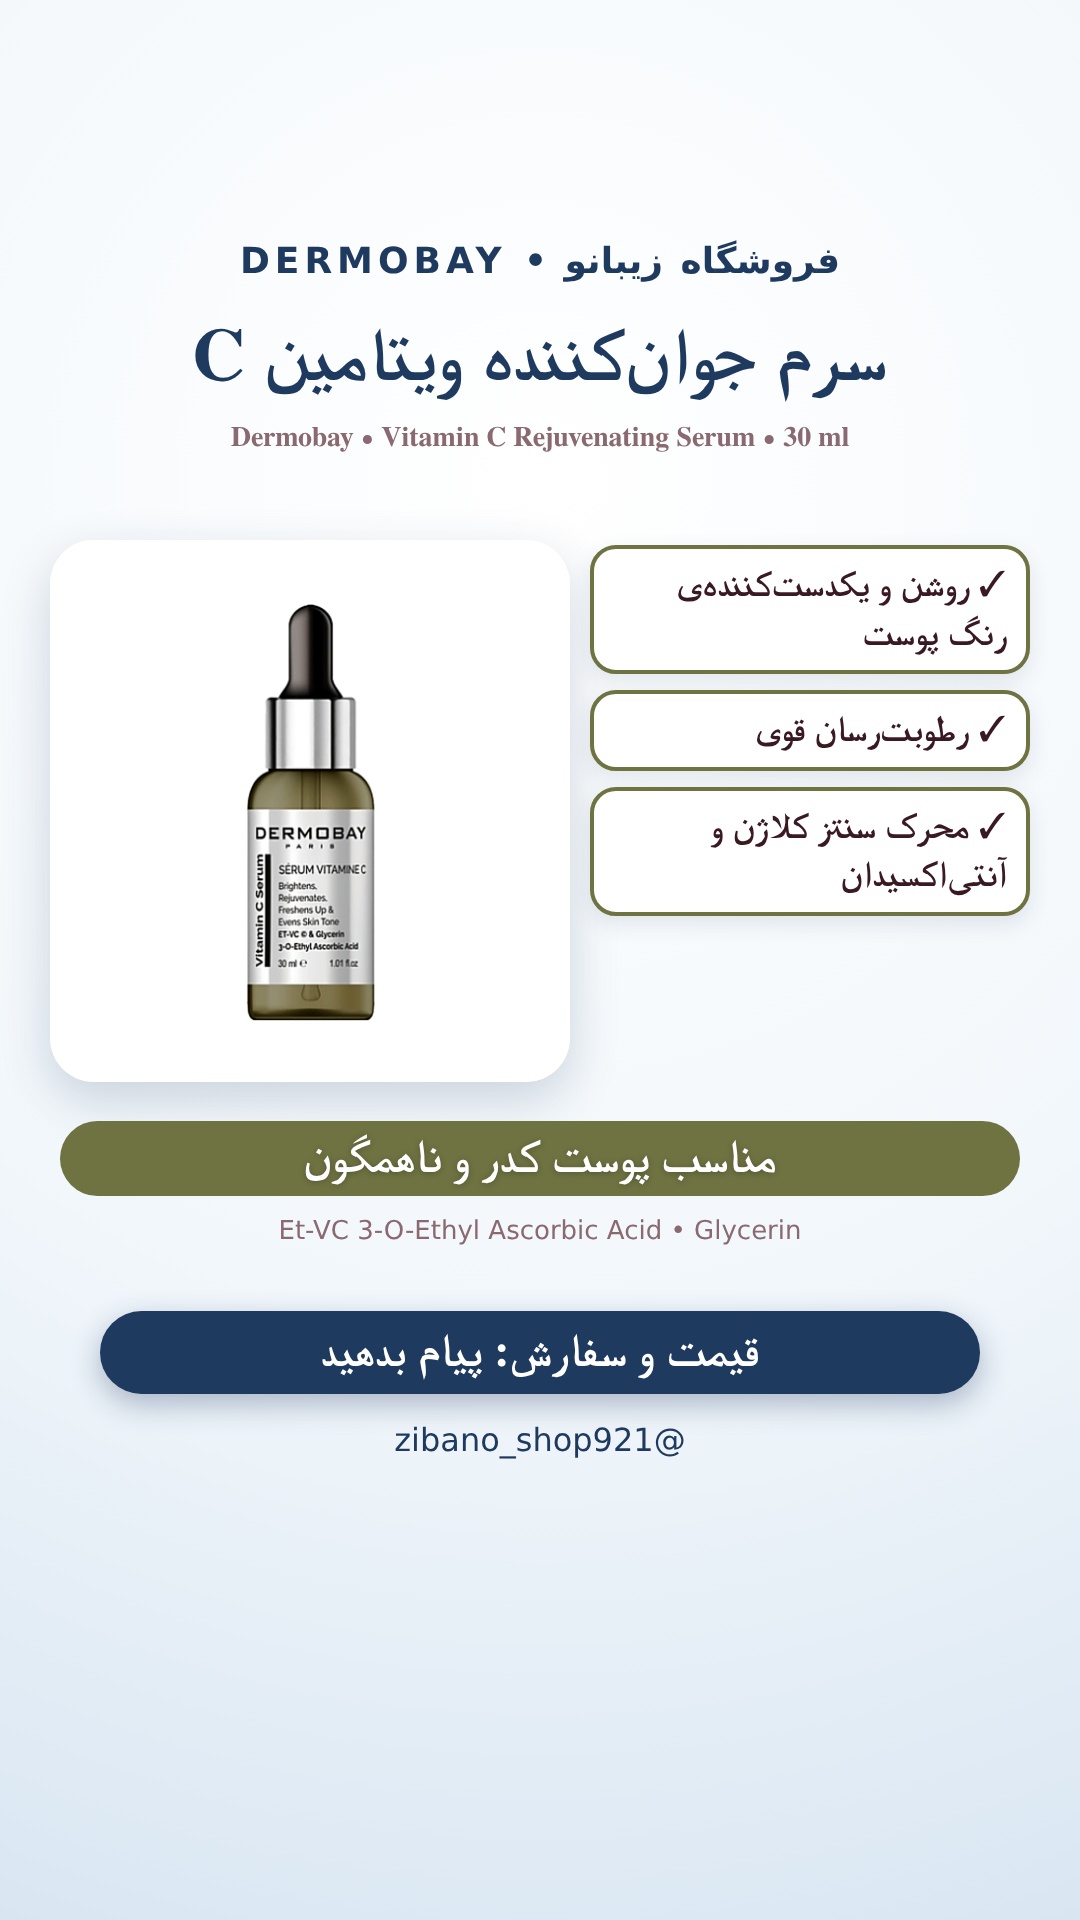 فروشگاه زیبانو • DERMOBAY
سرم جوان‌کننده ویتامین C
Dermobay • Vitamin C Rejuvenating Serum • 30 ml
✓ روشن و یکدست‌کننده‌ی
رنگ پوست
✓ رطوبت‌رسان قوی
✓ محرک سنتز کلاژن و
آنتی‌اکسیدان
DERMOBAY
PARIS
Vitamin C Serum
SÉRUM VITAMINE C
Brightens,
Rejuvenates,
Freshens Up &
Evens Skin Tone
ET-VC © & Glycerin
3-O-Ethyl Ascorbic Acid
30 ml ℮ 1.01 fl.oz
مناسب پوست کدر و ناهمگون
Et-VC 3-O-Ethyl Ascorbic Acid • Glycerin
قیمت و سفارش: پیام بدهید
zibano_shop921@